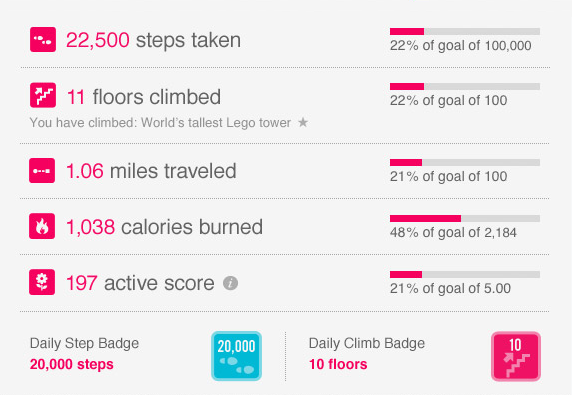 22,500 steps taken
22% of goal of 100,000
11 floors climbed
22% of goal of 100
You have climbed: World's tallest Lego tower ★
1.06 miles traveled
21% of goal of 100
1,038 calories burned
48% of goal of 2,184
197 active score i
21% of goal of 5.00
Daily Step Badge
20,000 steps
20,000
Daily Climb Badge
10 floors
10